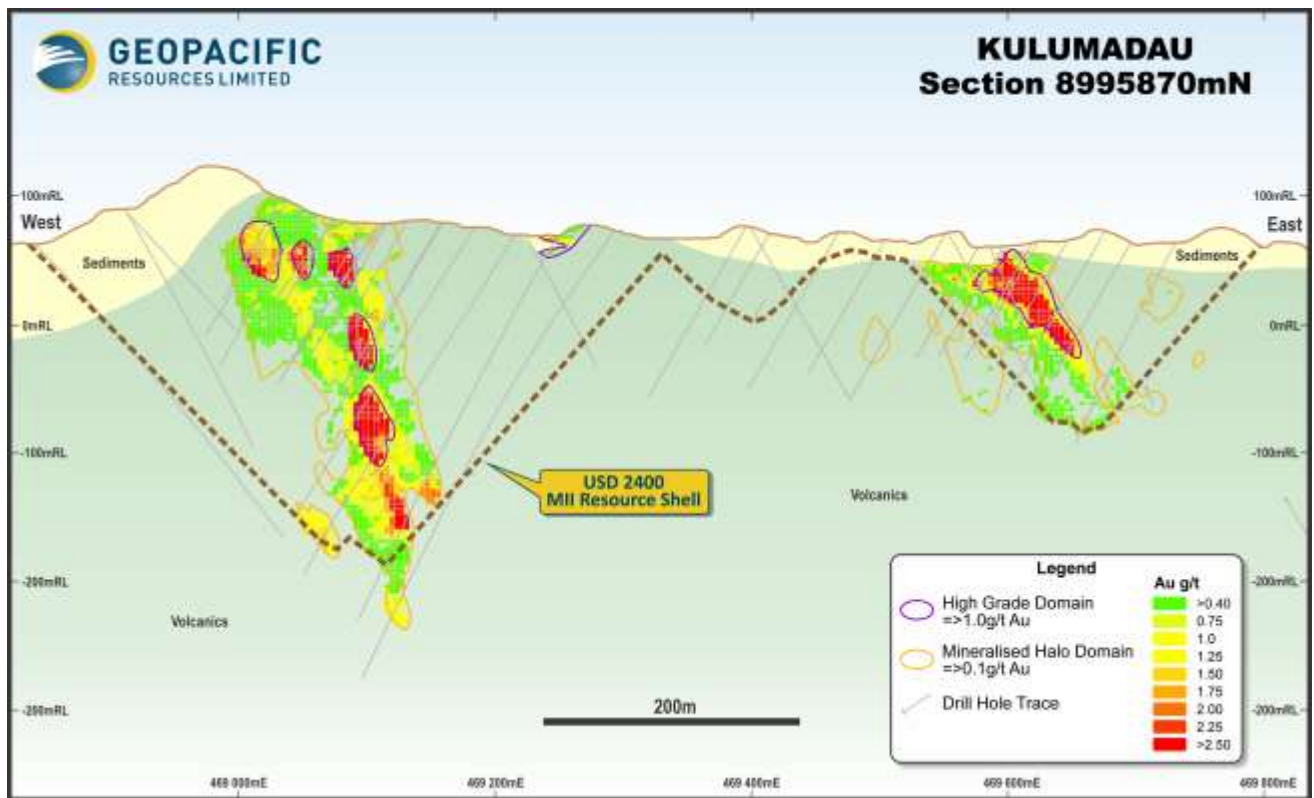 GEOPACIFIC
RESOURCES LIMITED
KULUMADAU
Section 8995870mN
100mRL
100mRL
West
East
Sediments
Sediments
0mRL
0mRL
-100mRL
-100mRL
USD 2400
MII Resource Shell
Volcanics
Volcanics
-200mRL
-200mRL
-200mRL
-200mRL
Legend
Au g/t
High Grade Domain
=>1.0g/t Au
Mineralised Halo Domain
=>0.1g/t Au
Drill Hole Trace
>0.40
0.75
1.0
1.25
1.50
1.75
2.00
2.25
>2.50
200m
469 000mE
469 200mE
469 400mE
469 600mE
469 800mE